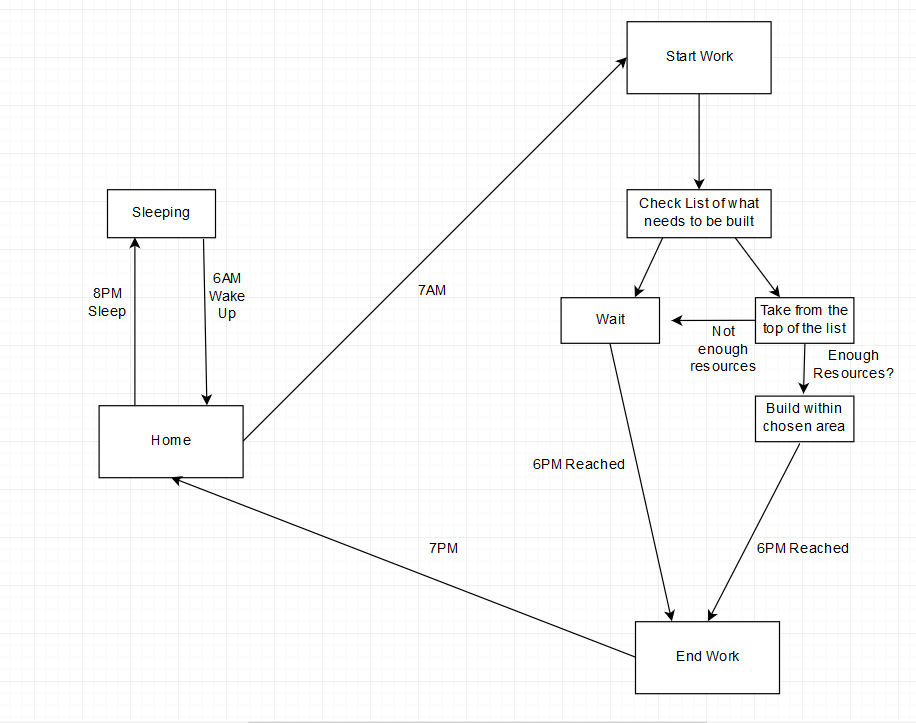 Start Work
Check List of what
needs to be built
Sleeping
6AM
Wake
Up
8PM
Sleep
7AM
Wait
Take from the
top of the list
Not
enough
resources
Enough
Resources?
Build within
chosen area
Home
6PM Reached
7PM
6PM Reached
End Work